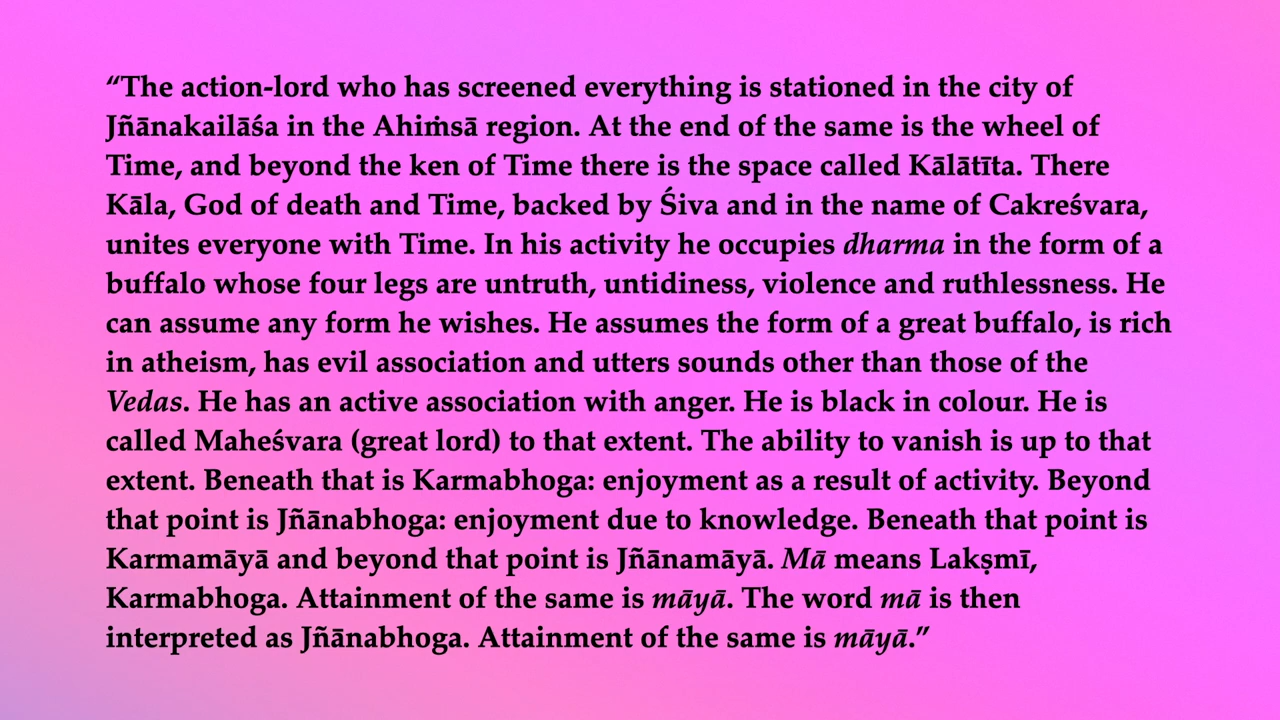 “The action-lord who has screened everything is stationed in the city of
Jñānakailāśa in the Ahiṁsā region. At the end of the same is the wheel of
Time, and beyond the ken of Time there is the space called Kālātīta. There
Kāla, God of death and Time, backed by Śiva and in the name of Cakreśvara,
unites everyone with Time. In his activity he occupies dharma in the form of a
buffalo whose four legs are untruth, untidiness, violence and ruthlessness. He
can assume any form he wishes. He assumes the form of a great buffalo, is rich
in atheism, has evil association and utters sounds other than those of the
Vedas. He has an active association with anger. He is black in colour. He is
called Maheśvara (great lord) to that extent. The ability to vanish is up to that
extent. Beneath that is Karmabhoga: enjoyment as a result of activity. Beyond
that point is Jñānabhoga: enjoyment due to knowledge. Beneath that point is
Karmamāyā and beyond that point is Jñānamāyā. Mā means Lakṣmī,
Karmabhoga. Attainment of the same is māyā. The word mā is then
interpreted as Jñānabhoga. Attainment of the same is māyā.”